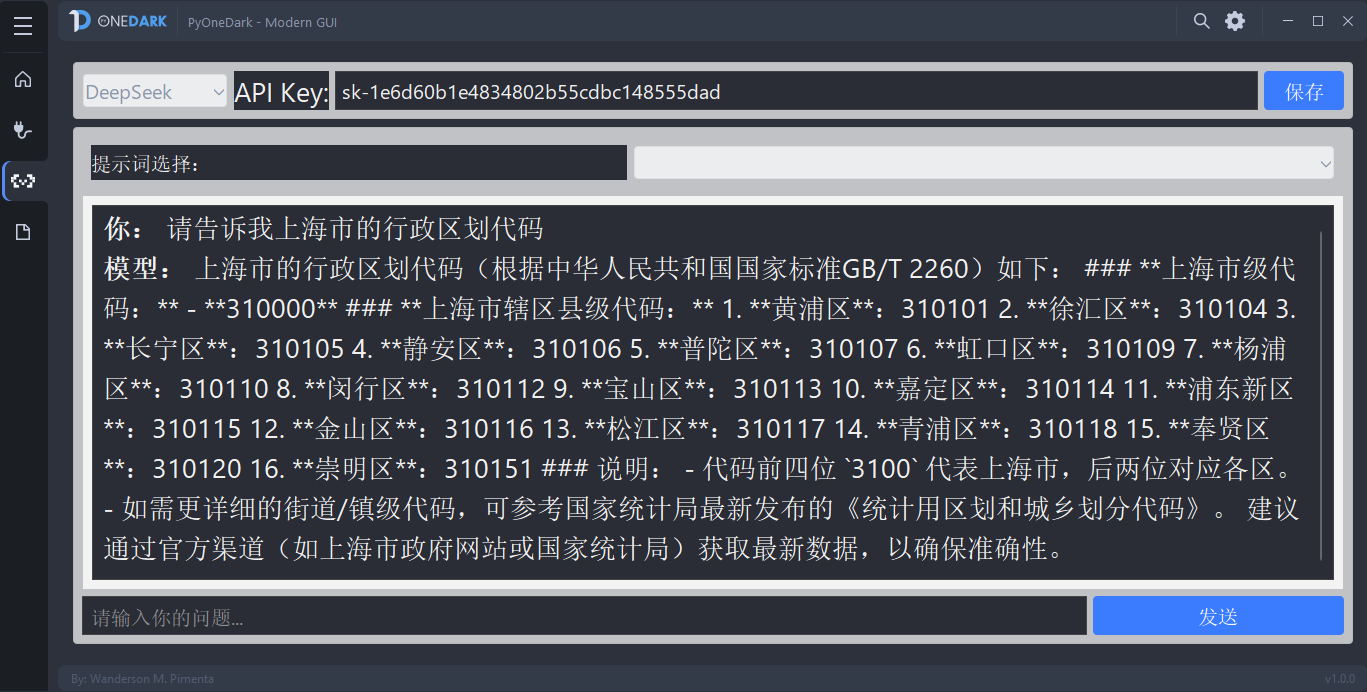 ONEDARK
PyOneDark - Modern GUI
DeepSeek
API Key:
sk-1e6d60b1e4834802b55cdbc148555dad
保存
提示词选择：
你： 请告诉我上海市的行政区划代码
模型： 上海市的行政区划代码（根据中华人民共和国国家标准GB/T 2260）如下： ### **上海市级代
码：** - **310000** ### **上海市辖区县级代码：** 1. **黄浦区**：310101 2. **徐汇区**：310104 3.
**长宁区**：310105 4. **静安区**：310106 5. **普陀区**：310107 6. **虹口区**：310109 7. **杨浦
区**：310110 8. **闵行区**：310112 9. **宝山区**：310113 10. **嘉定区**：310114 11. **浦东新区
**：310115 12. **金山区**：310116 13. **松江区**：310117 14. **青浦区**：310118 15. **奉贤区
**：310120 16. **崇明区**：310151 ### 说明： - 代码前四位 `3100` 代表上海市，后两位对应各区。
- 如需更详细的街道/镇级代码，可参考国家统计局最新发布的《统计用区划和城乡划分代码》。 建议
通过官方渠道（如上海市政府网站或国家统计局）获取最新数据，以确保准确性。
请输入你的问题...
发送
By: Wanderson M. Pimenta
v1.0.0